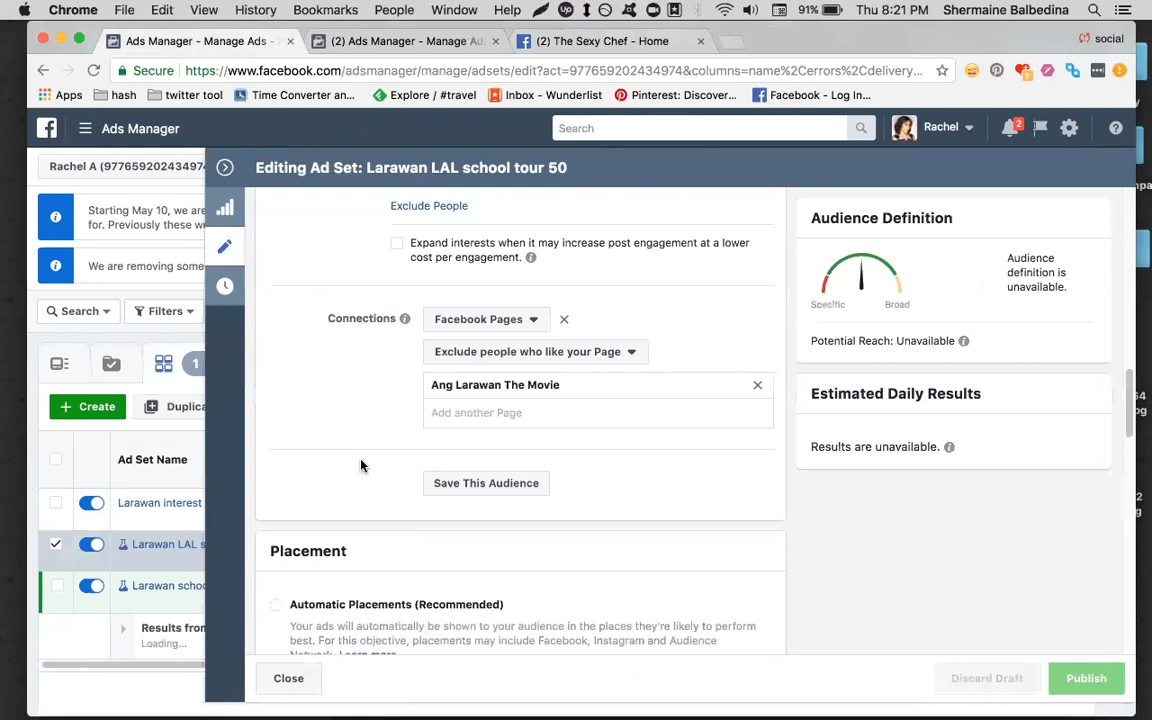 Chrome File Edit View History Bookmarks People Window Help 91% Thu 8:21 PM Shermaine Balbedina
Ads Manager - Manage Ads - (2) Ads Manager - Manage Ad. (2) The Sexy Chef - Home social
Secure https://www.facebook.com/adsmanager/manage/adsets/edit?act=977659202434974&columns=name%2Cerrors%2Cdelivery...
Apps hash twitter tool Time Converter an... Explore / #travel Inbox - Wunderlist Pinterest: Discover... Facebook - Log In...
Ads Manager Search Rachel 2
Rachel A (977659202434974
Editing Ad Set: Larawan LAL school tour 50
Starting May 10, we are
for. Previously these w
We are removing some
Search Filters
1
Create Duplica
Ad Set Name
Larawan interest
Larawan LAL s
Larawan schoo
Results from
Loading...
Exclude People
Expand interests when it may increase post engagement at a lower
cost per engagement.
Connections Facebook Pages
Exclude people who like your Page
Ang Larawan The Movie
Add another Page
Save This Audience
Placement
Automatic Placements (Recommended)
Your ads will automatically be shown to your audience in the places they're likely to perform
best. For this objective, placements may include Facebook, Instagram and Audience
Network. Learn more.
Close Discard Draft Publish
Audience Definition
Specific Broad
Audience
definition is
unavailable.
Potential Reach: Unavailable
Estimated Daily Results
Results are unavailable.